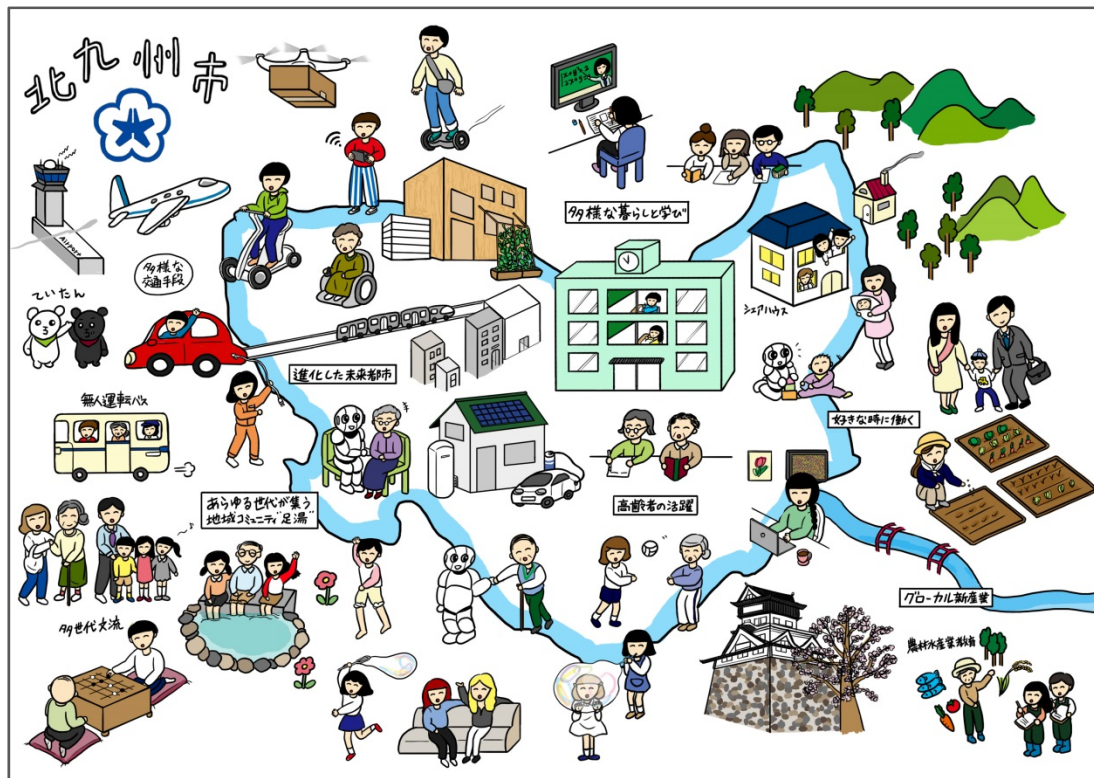 北九州市
Airport
多様な
交通手段
ていたん
無人運転バス
進化した未来都市
多様な暮らしと学び
シェアハウス
好きな時に働く
あらゆる世代が集う
地域コミュニティ"足湯"
高齢者の活躍
グローカル新産業
多世代交流
農林水産業教育